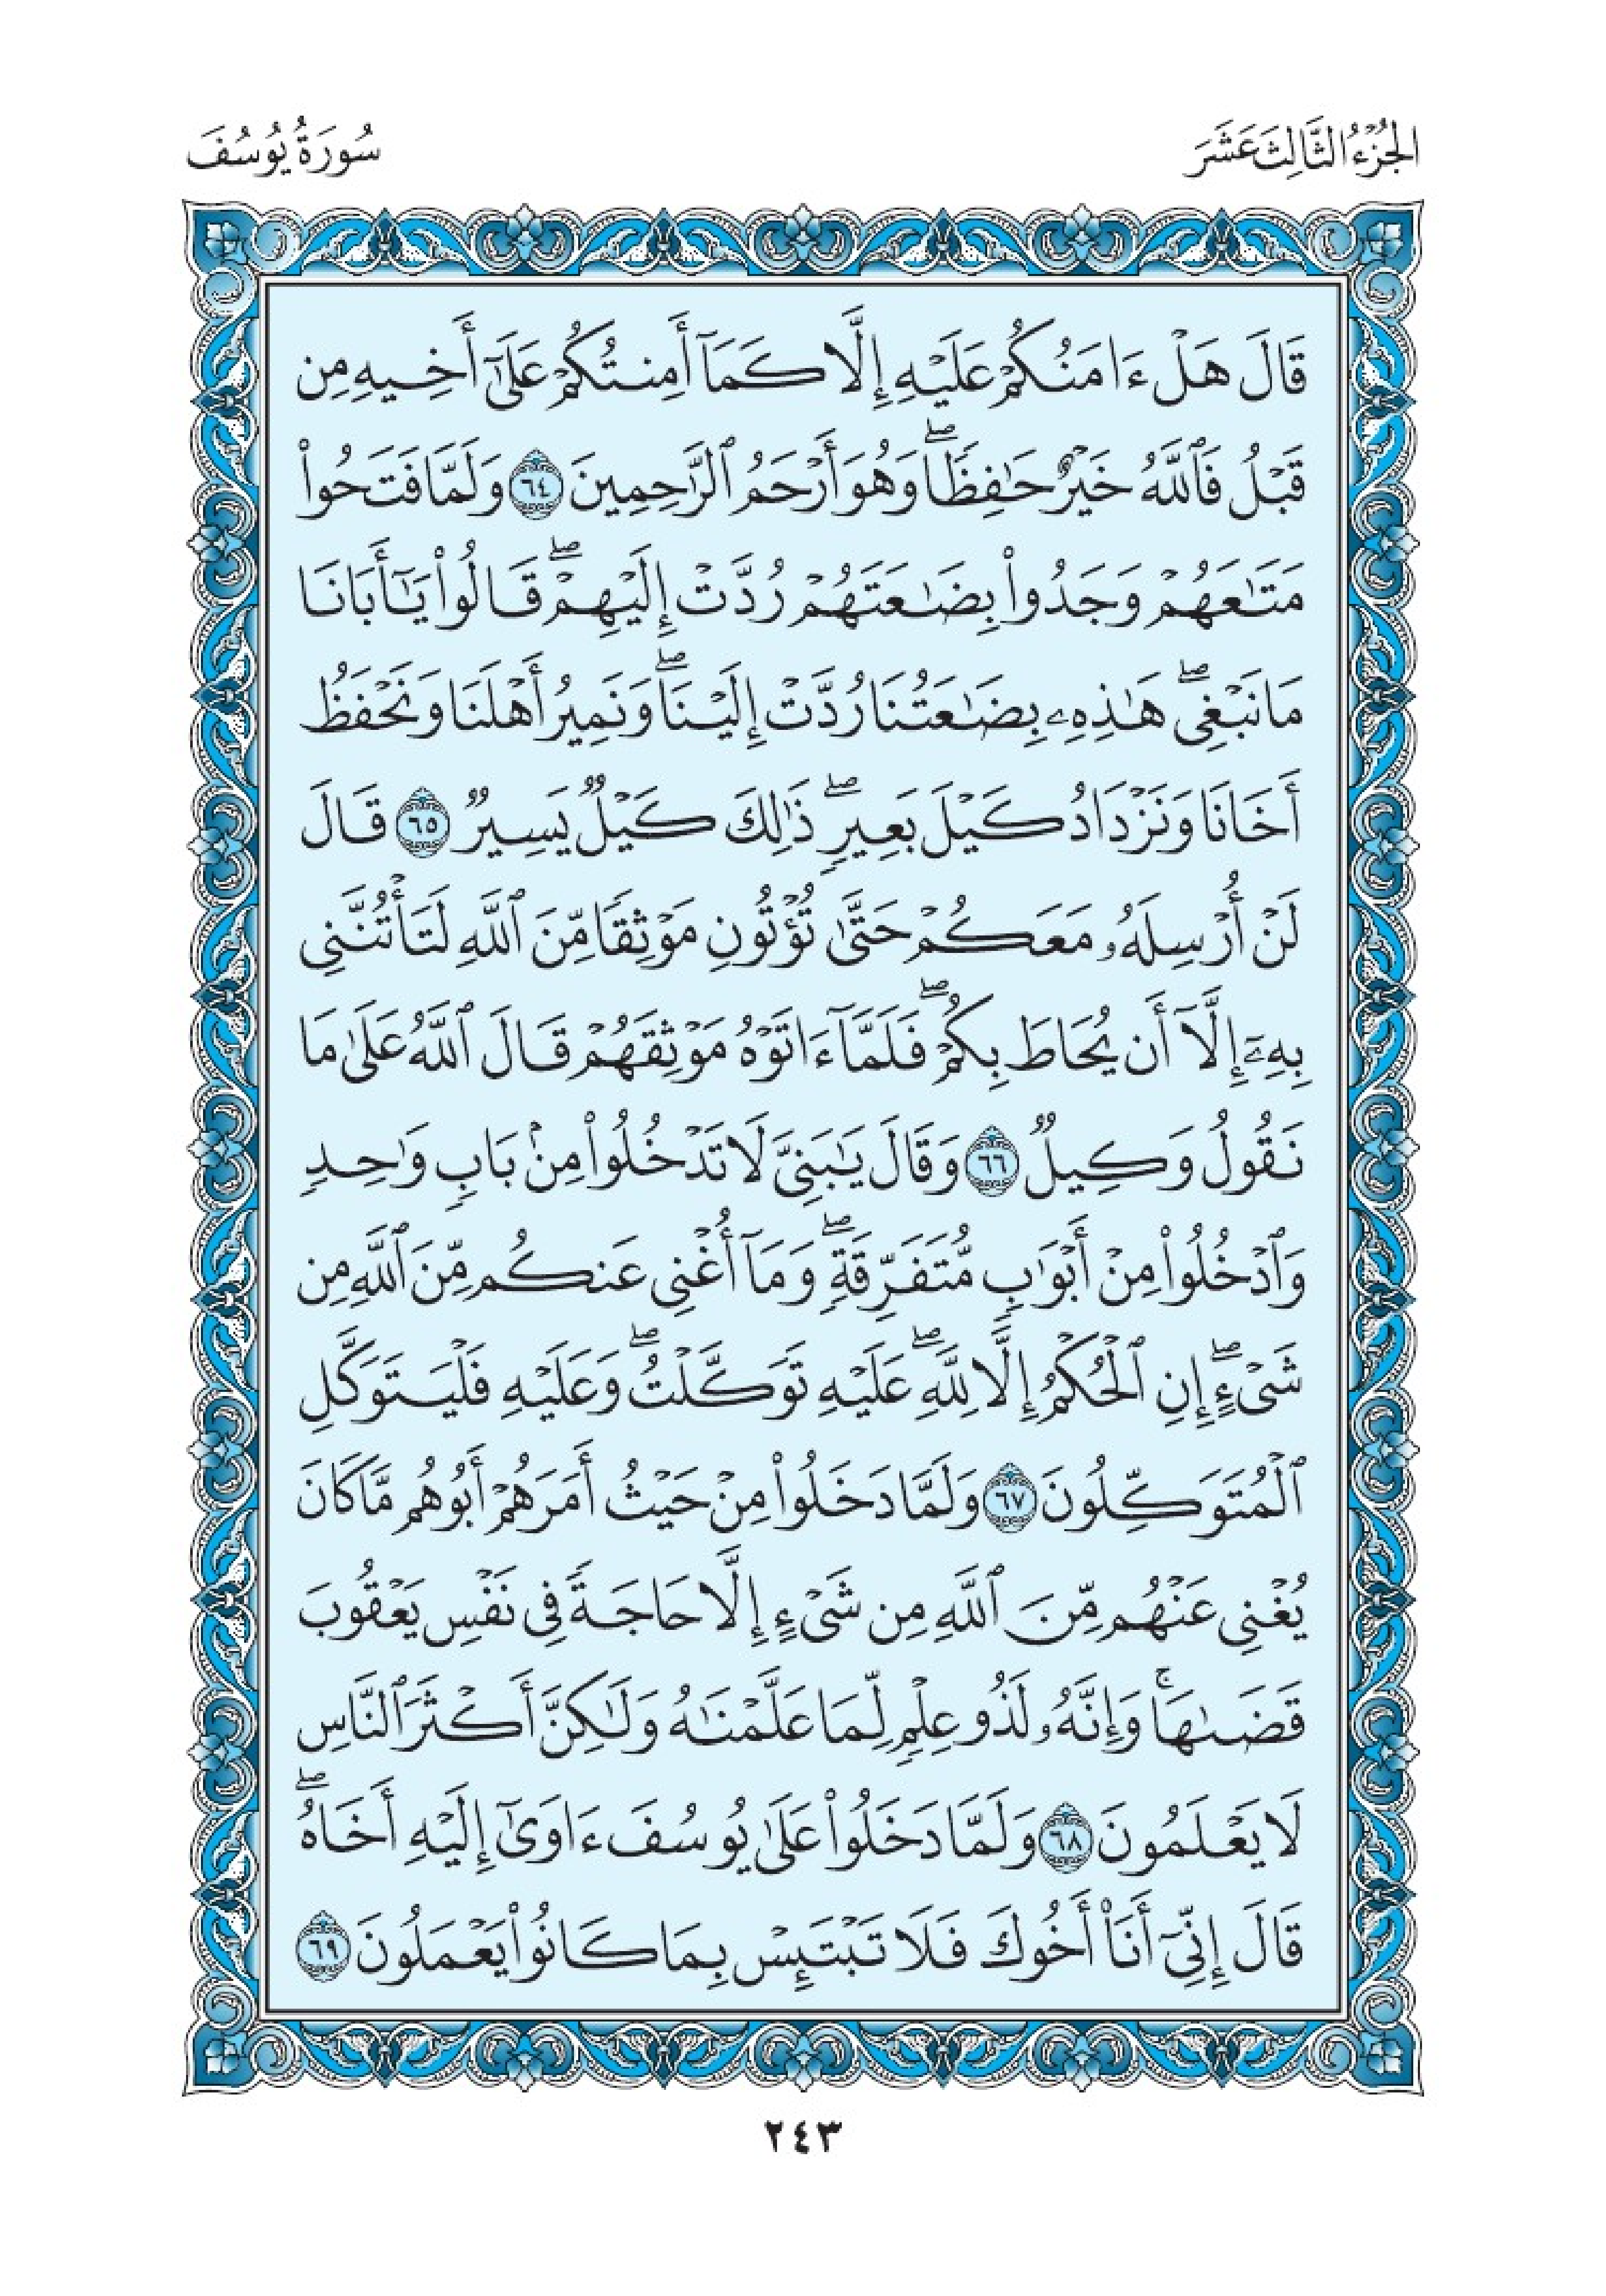 الجُزْءُ الثَّالِثَ عَشَرَ
سُورَةُ يُوسُفَ
قَالَ هَلْ ءَامَنُكُمْ عَلَيْهِ إِلَّا كَمَآ أَمِنتُكُمْ عَلَىٰٓ أَخِيهِ مِن
قَبْلُ فَٱللَّهُ خَيْرٌ حَٰفِظًاۖ وَهُوَ أَرْحَمُ ٱلرَّٰحِمِينَ ٦٤ وَلَمَّا فَتَحُوا۟
مَتَٰعَهُمْ وَجَدُوا۟ بِضَٰعَتَهُمْ رُدَّتْ إِلَيْهِمْۖ قَالُوا۟ يَٰٓأَبَانَا
مَا نَبْغِىۖ هَٰذِهِۦ بِضَٰعَتُنَا رُدَّتْ إِلَيْنَاۖ وَنَمِيرُ أَهْلَنَا وَنَحْفَظُ
أَخَانَا وَنَزْدَادُ كَيْلَ بَعِيرٍۖ ذَٰلِكَ كَيْلٌ يَسِيرٌ ٦٥ قَالَ
لَنْ أُرْسِلَهُۥ مَعَكُمْ حَتَّىٰ تُؤْتُونِ مَوْثِقًا مِّنَ ٱللَّهِ لَتَأْتُنَّنِى
بِهِۦٓ إِلَّآ أَن يُحَاطَ بِكُمْۖ فَلَمَّآ ءَاتَوْهُ مَوْثِقَهُمْ قَالَ ٱللَّهُ عَلَىٰ مَا
نَقُولُ وَكِيلٌ ٦٦ وَقَالَ يَٰبَنِىَّ لَا تَدْخُلُوا۟ مِنۢ بَابٍ وَٰحِدٍ
وَٱدْخُلُوا۟ مِنْ أَبْوَٰبٍ مُّتَفَرِّقَةٍۖ وَمَآ أُغْنِى عَنكُم مِّنَ ٱللَّهِ مِن
شَىْءٍۖ إِنِ ٱلْحُكْمُ إِلَّا لِلَّهِۖ عَلَيْهِ تَوَكَّلْتُۖ وَعَلَيْهِ فَلْيَتَوَكَّلِ
ٱلْمُتَوَكِّلُونَ ٦٧ وَلَمَّا دَخَلُوا۟ مِنْ حَيْثُ أَمَرَهُمْ أَبُوهُم مَّا كَانَ
يُغْنِى عَنْهُم مِّنَ ٱللَّهِ مِن شَىْءٍ إِلَّا حَاجَةً فِى نَفْسِ يَعْقُوبَ
قَضَىٰهَاۚ وَإِنَّهُۥ لَذُو عِلْمٍ لِّمَا عَلَّمْنَٰهُ وَلَٰكِنَّ أَكْثَرَ ٱلنَّاسِ
لَا يَعْلَمُونَ ٦٨ وَلَمَّا دَخَلُوا۟ عَلَىٰ يُوسُفَ ءَاوَىٰٓ إِلَيْهِ أَخَاهُۖ
قَالَ إِنِّىٓ أَنَا۠ أَخُوكَ فَلَا تَبْتَئِسْ بِمَا كَانُوا۟ يَعْمَلُونَ ٦٩
٢٤٣